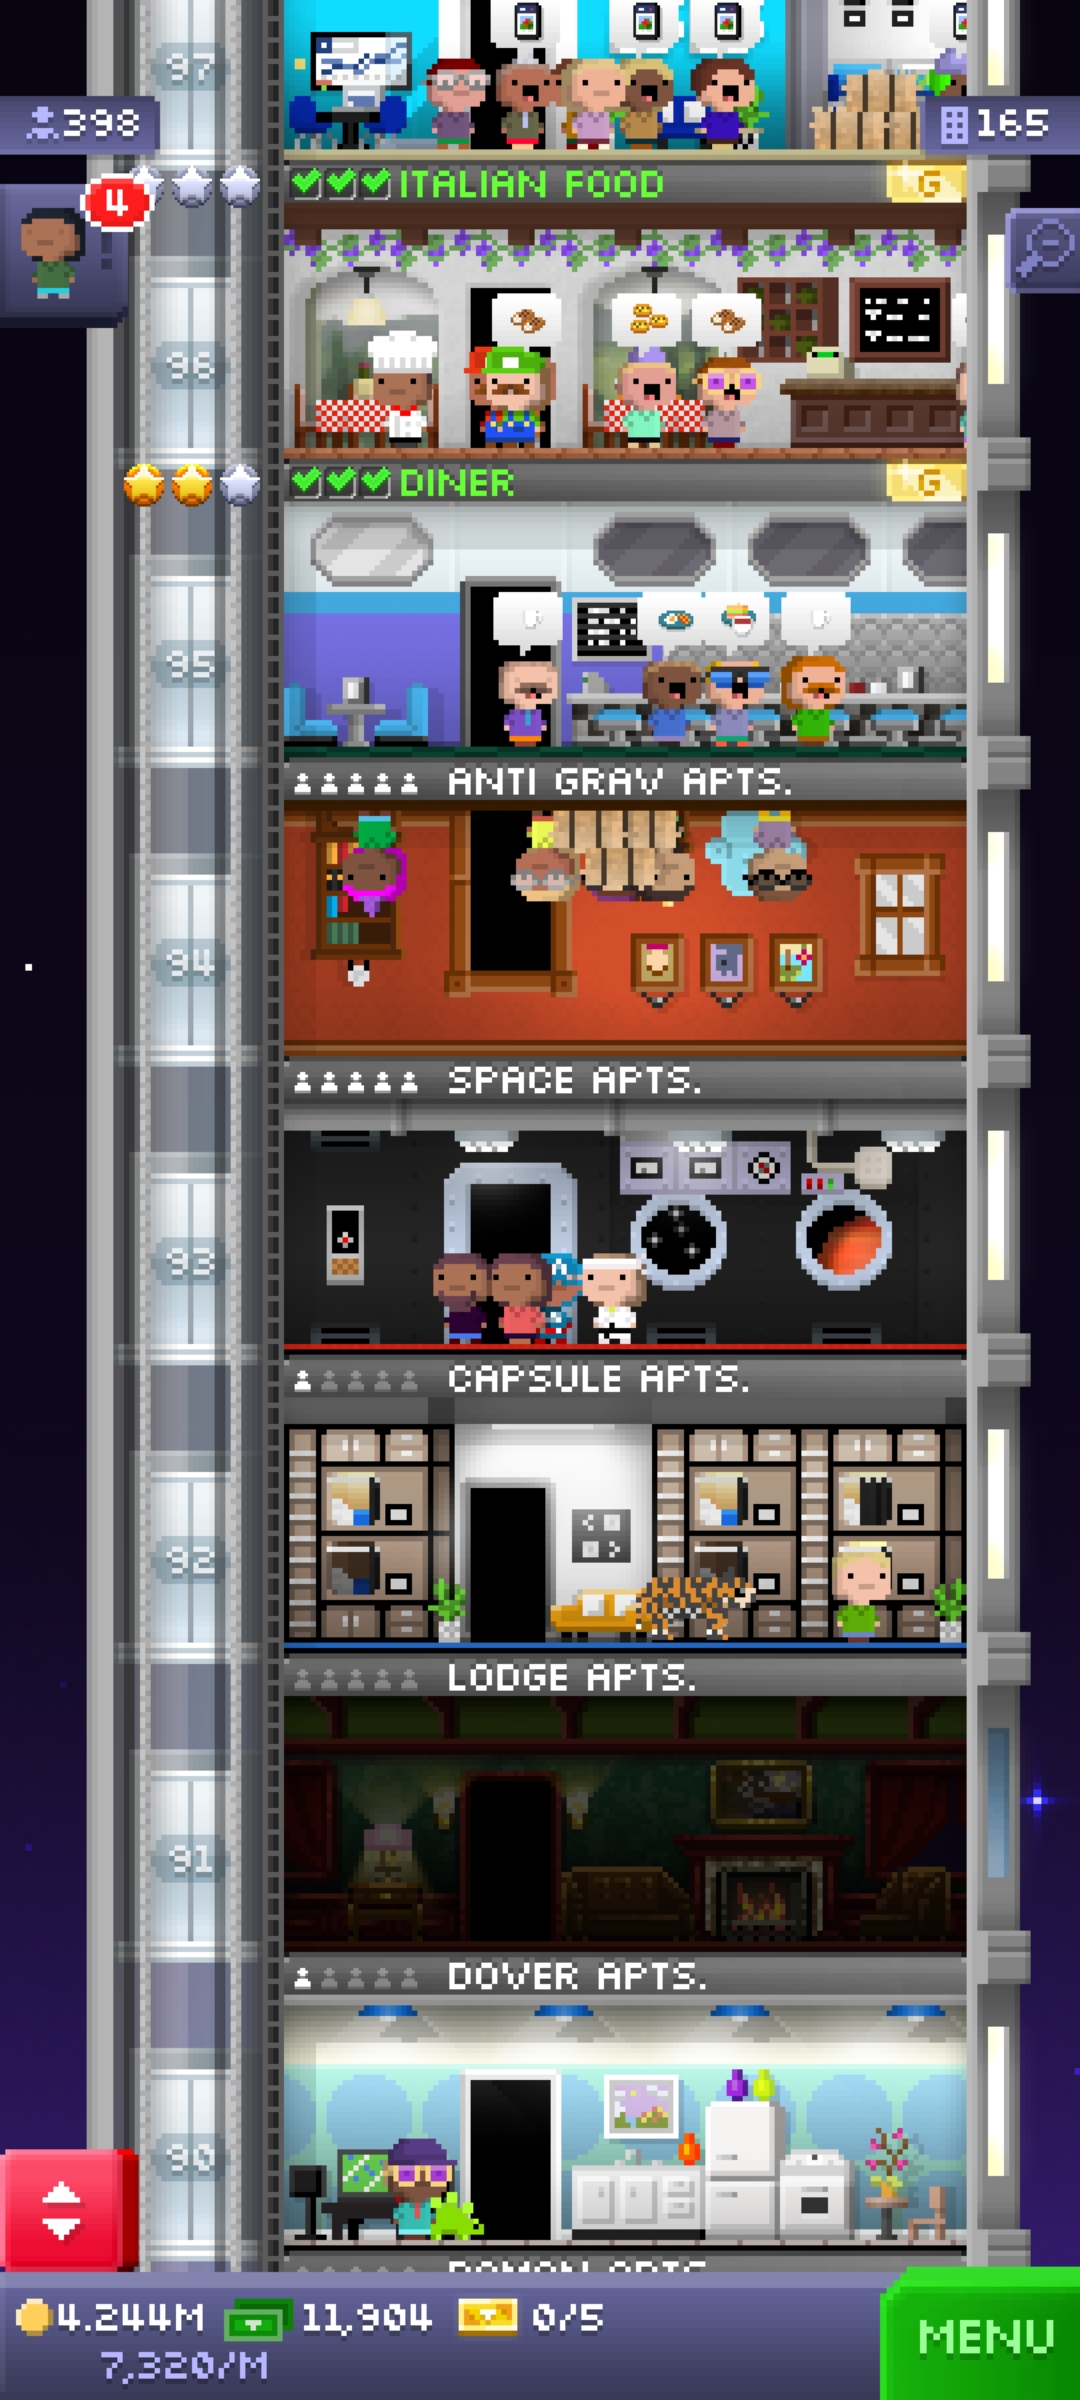 97
398
165
4
ITALIAN FOOD
G
96
DINER
G
95
ANTI GRAV APTS.
94
SPACE APTS.
93
CAPSULE APTS.
92
LODGE APTS.
91
DOVER APTS.
90
4.244M
11,904
0/5
7,320/M
MENU